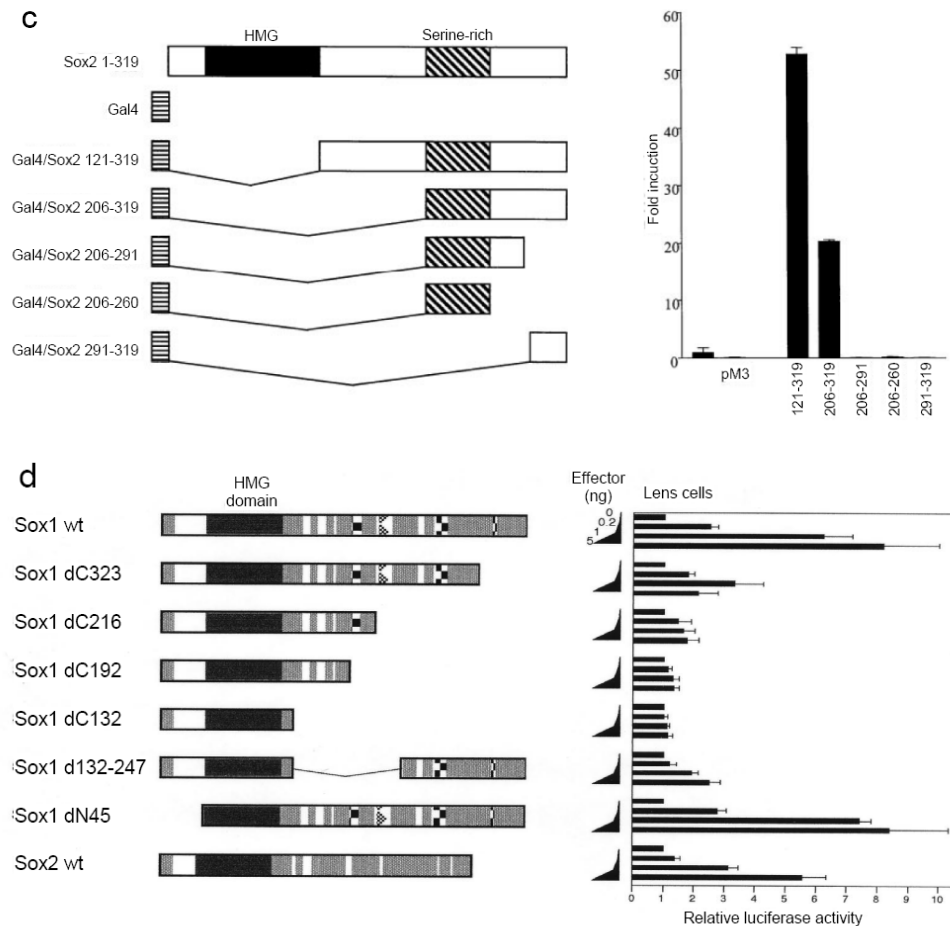 c
HMG
Serine-rich
Sox2 1-319
Gal4
Gal4/Sox2 121-319
Gal4/Sox2 206-319
Gal4/Sox2 206-291
Gal4/Sox2 206-260
Gal4/Sox2 291-319
Fold incuction
60
50
40
30
20
10
0
pM3
121-319
206-319
206-291
206-260
291-319
d
HMG
domain
Effector
(ng)
Lens cells
0
0.2
1
5
Sox1 wt
Sox1 dC323
Sox1 dC216
Sox1 dC192
Sox1 dC132
Sox1 d132-247
Sox1 dN45
Sox2 wt
0 1 2 3 4 5 6 7 8 9 10
Relative luciferase activity